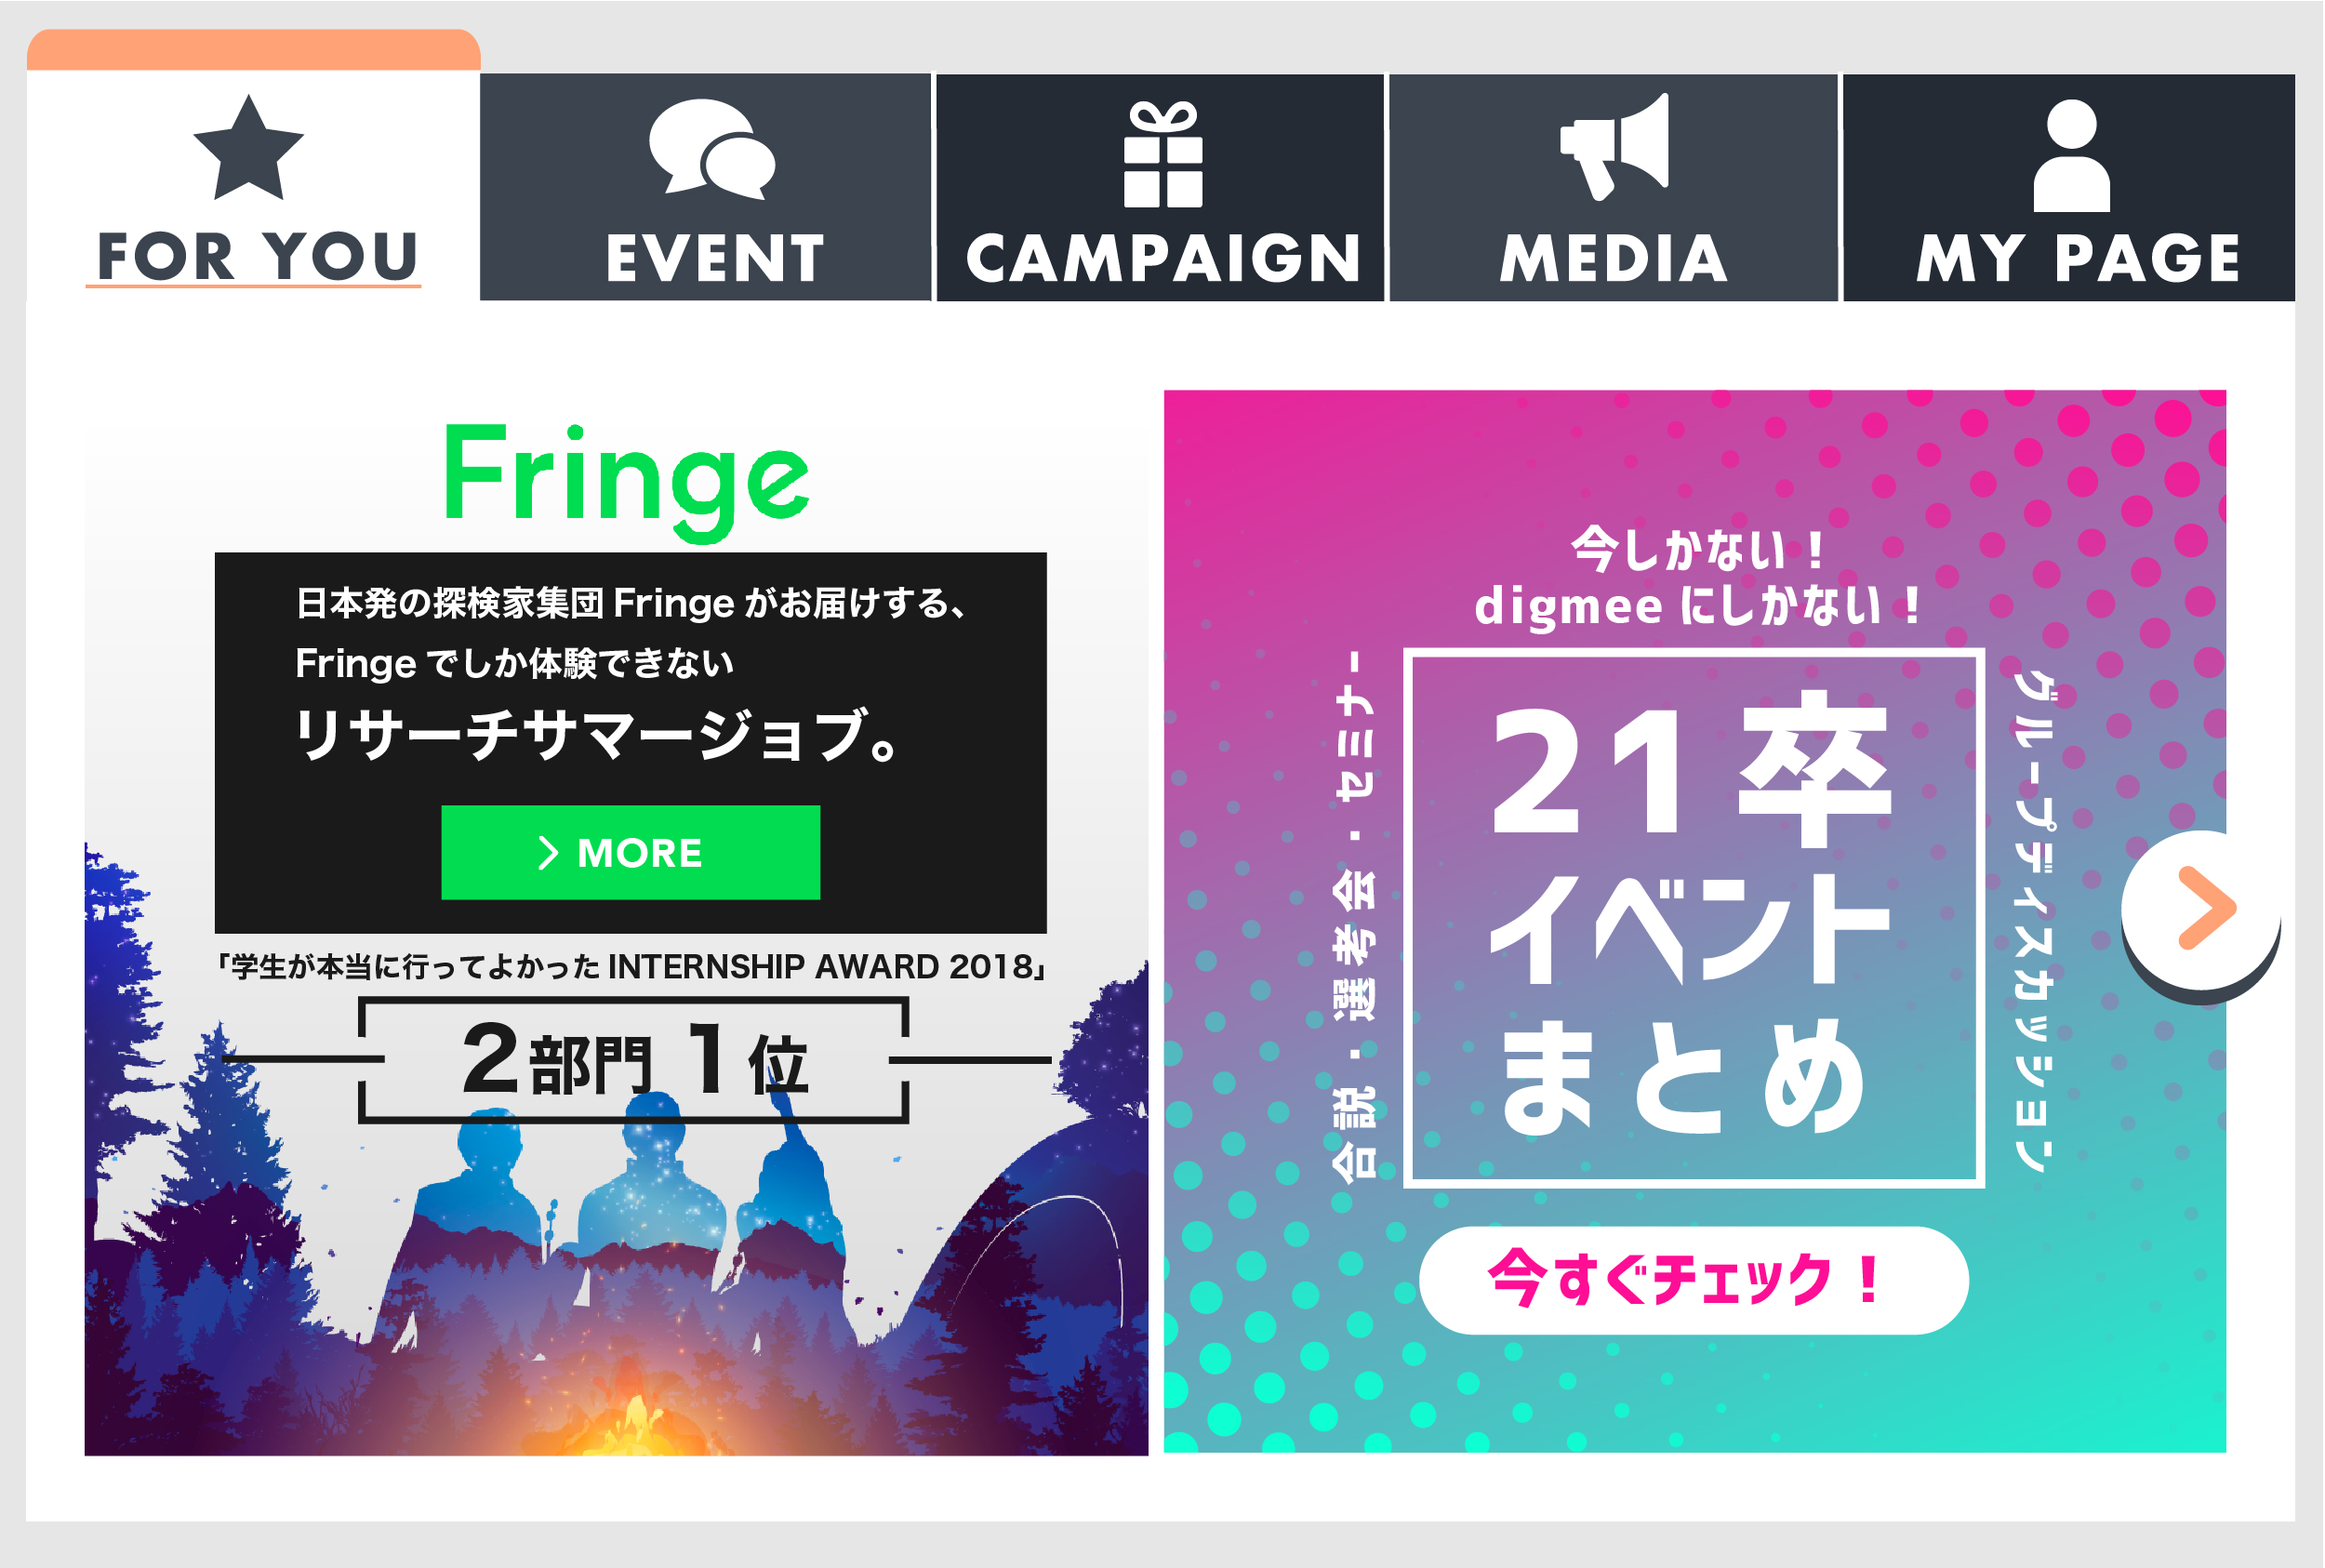 FOR YOU
EVENT
CAMPAIGN
MEDIA
MY PAGE
Fringe
日本発の探検家集団 Fringe がお届けする、
Fringe でしか体験できない
リサーチサマージョブ。
MORE
「学生が本当に行ってよかった INTERNSHIP AWARD 2018」
2部門 1位
今しかない！
digmee にしかない！
合説・選考会・セミナー
21卒
イベント
まとめ
グループディスカッション
今すぐチェック！